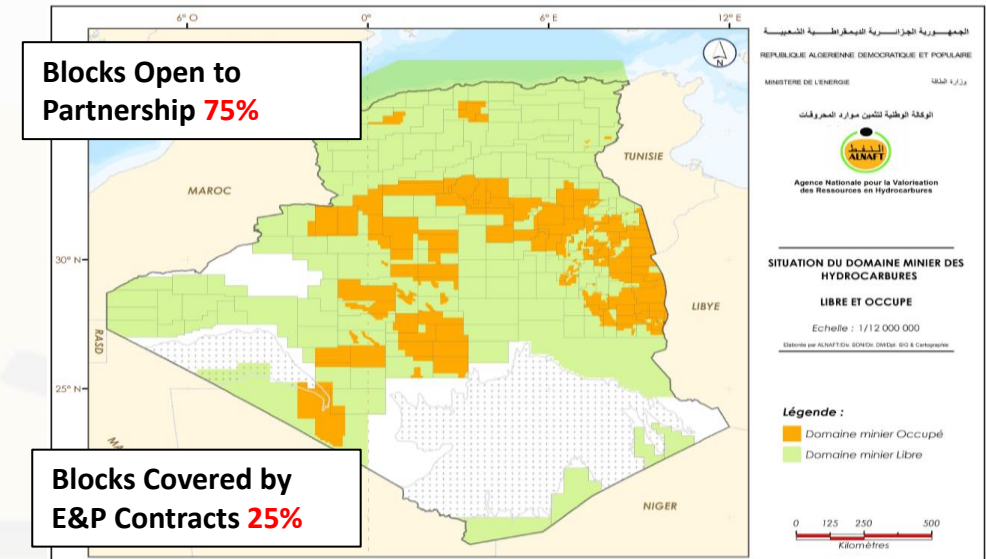 6° O
0°
6° E
12° E
Blocks Open to
Partnership 75%
N
TUNISIE
MAROC
30° N
LIBYE
RASD
25° N
Blocks Covered by
E&P Contracts 25%
NIGER
الجمهورية الجزائرية الديمقراطية الشعبية
REPUBLIQUE ALGERIENNE DEMOCRATIQUE ET POPULAIRE
MINISTERE DE L'ENERGIE
وزارة الطاقة
الوكالة الوطنية لتثمين موارد المحروقات
النفط
ALNAFT
Agence Nationale pour la Valorisation
des Ressources en Hydrocarbures
SITUATION DU DOMAINE MINIER DES
HYDROCARBURES
LIBRE ET OCCUPE
Echelle : 1/12 000 000
Légende :
Domaine minier Occupé
Domaine minier Libre
0 125 250 500
Kilomètres